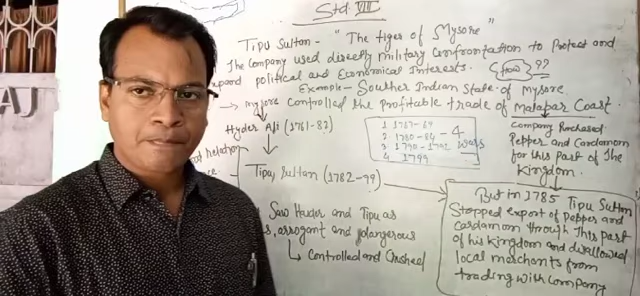 Std. VIII
Tipu Sultan - "The tiger of Mysore"
The Company used directly military Confrontation to Protect and
expand political and Economical Interests. (How) ??
Example - Southern Indian State of Mysore.
→ Mysore Controlled the Profitable trade of Malabar Coast.
Hyder Ali (1761-82)
1 1767-69
2 1780-84 - 4
3 1790-1792 wars
4 1799
Company Purchased
Pepper and Cardamom
for this Part of The
Kingdom.
relation
Tipu Sultan (1782-99)
Saw Haider and Tipu as
arrogant and dangerous
Controlled and
But in 1785 Tipu Sultan
Stopped export of Pepper and
Cardamom through This Part
of his Kingdom and disallowed
local merchants from
trading with Company
AJ